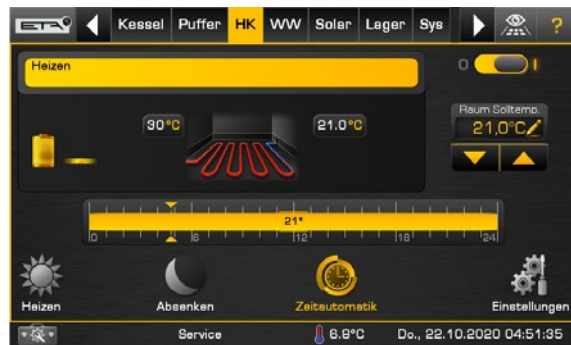 ETA Kessel Puffer HK WW Solar Lager Sys ?
Heizen
0 I
30°C 21.0°C
Raum Solltemp.
21,0°C
21°
0 6 12 18 24
Heizen Absenken Zeitautomatik Einstellungen
Service 6.8°C Do., 22.10.2020 04:51:35